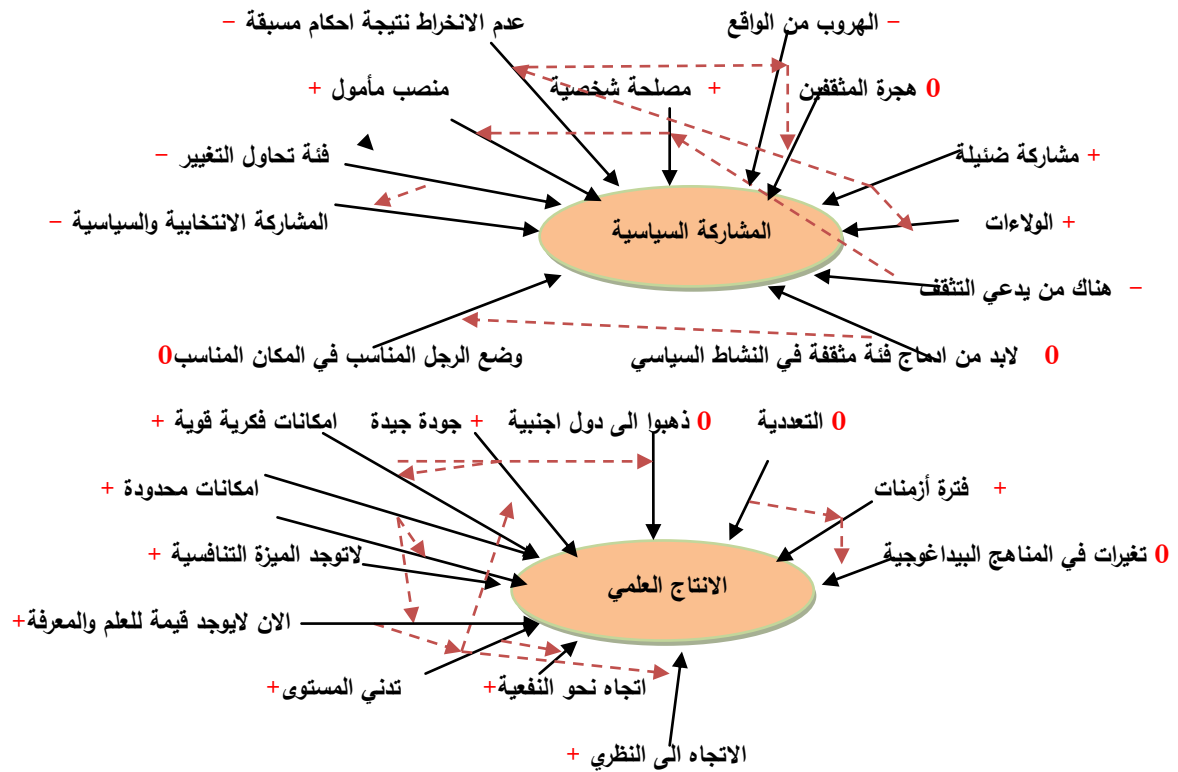 الهروب من الواقع −
عدم الانخراط نتيجة احكام مسبقة −
0 هجرة المثقفين
مصلحة شخصية +
منصب مأمول +
+ مشاركة ضئيلة
فئة تحاول التغيير −
+ الولاءات
المشاركة السياسية
المشاركة الانتخابية والسياسية −
− هناك من يدعي التثقف
0 لابد من ادماج فئة مثقفة في النشاط السياسي
وضع الرجل المناسب في المكان المناسب 0
0 التعددية
0 ذهبوا الى دول اجنبية
جودة جيدة +
امكانات فكرية قوية +
+ فترة أزمنات
امكانات محدودة +
0 تغيرات في المناهج البيداغوجية
لاتوجد الميزة التنافسية +
الانتاج العلمي
الان لايوجد قيمة للعلم والمعرفة +
اتجاه نحو النفعية +
تدني المستوى +
الاتجاه الى النظري +